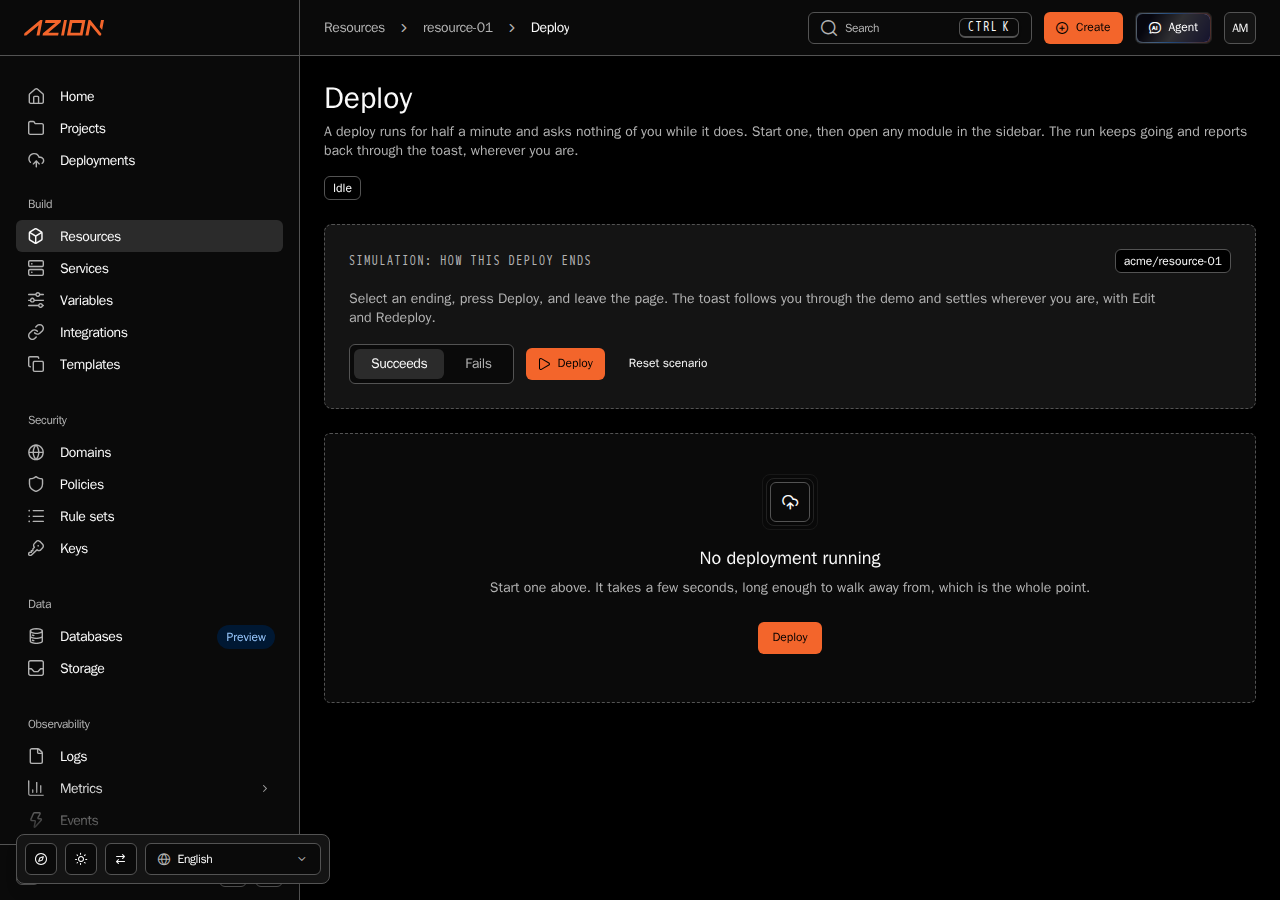 AZION
Resources
resource-01
Deploy
Search
CTRL K
Create
Agent
AM
Home
Projects
Deployments
Build
Resources
Services
Variables
Integrations
Templates
Security
Domains
Policies
Rule sets
Keys
Data
Databases
Preview
Storage
Observability
Logs
Metrics
Events
English
Deploy
A deploy runs for half a minute and asks nothing of you while it does. Start one, then open any module in the sidebar. The run keeps going and reports
back through the toast, wherever you are.
Idle
SIMULATION: HOW THIS DEPLOY ENDS
acme/resource-01
Select an ending, press Deploy, and leave the page. The toast follows you through the demo and settles wherever you are, with Edit
and Redeploy.
Succeeds
Fails
Deploy
Reset scenario
No deployment running
Start one above. It takes a few seconds, long enough to walk away from, which is the whole point.
Deploy